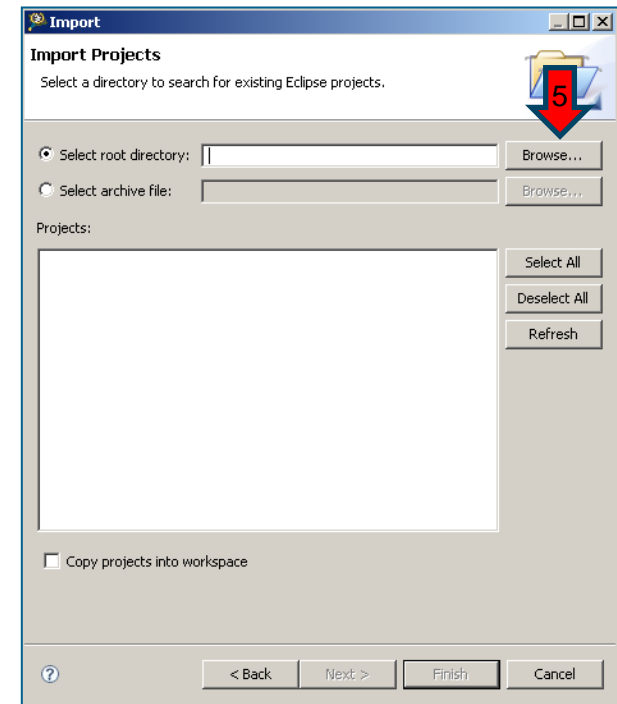 Import
Import Projects
Select a directory to search for existing Eclipse projects.
5
Select root directory: Browse...
Select archive file: Browse...
Projects:
Select All
Deselect All
Refresh
Copy projects into workspace
? < Back Next > Finish Cancel